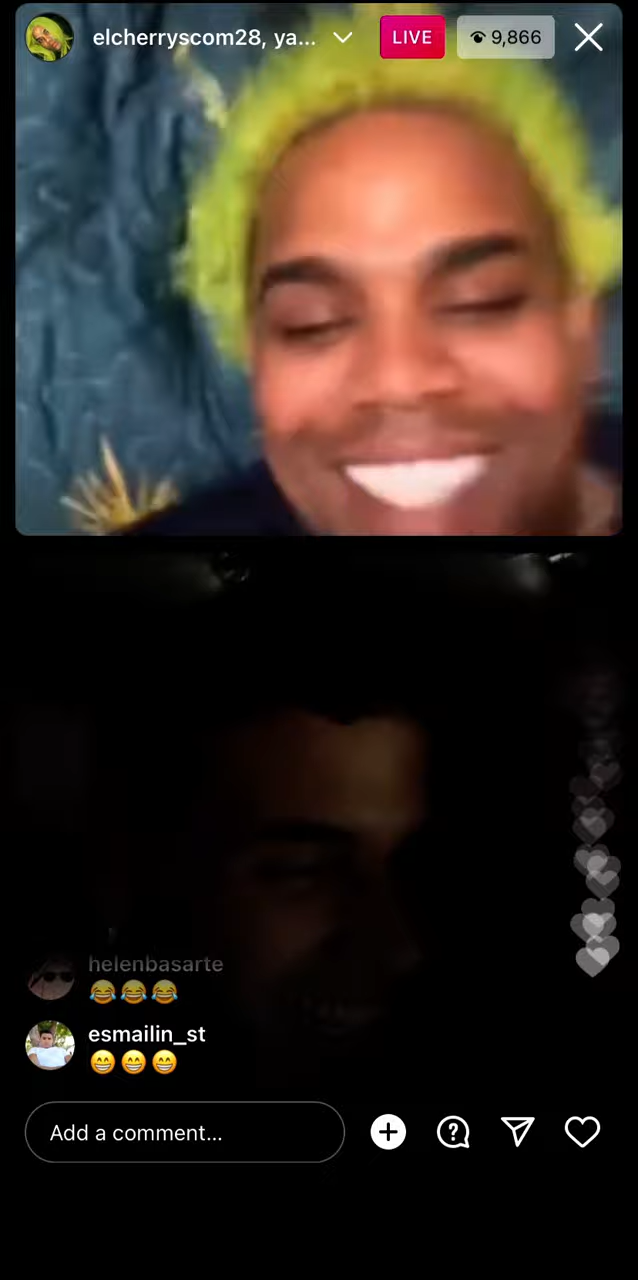 elcherryscom28, ya...
LIVE
9,866
helenbasarte
😂😂😂
esmailin_st
😁😁😁
Add a comment...